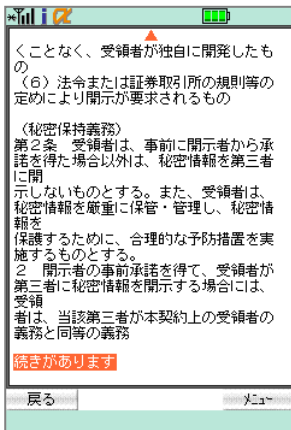 i α
くことなく、受領者が独自に開発したも
の
（６）法令または証券取引所の規則等の
定めにより開示が要求されるもの
（秘密保持義務）
第２条　受領者は、事前に開示者から承
諾を得た場合以外は、秘密情報を第三者
に開
示しないものとする。また、受領者は、
秘密情報を厳重に保管・管理し、秘密情
報を
保護するために、合理的な予防措置を実
施するものとする。
２　開示者の事前承諾を得て、受領者が
第三者に秘密情報を開示する場合には、
受領
者は、当該第三者が本契約上の受領者の
義務と同等の義務
続きがあります
戻る
ﾒﾆｭｰ